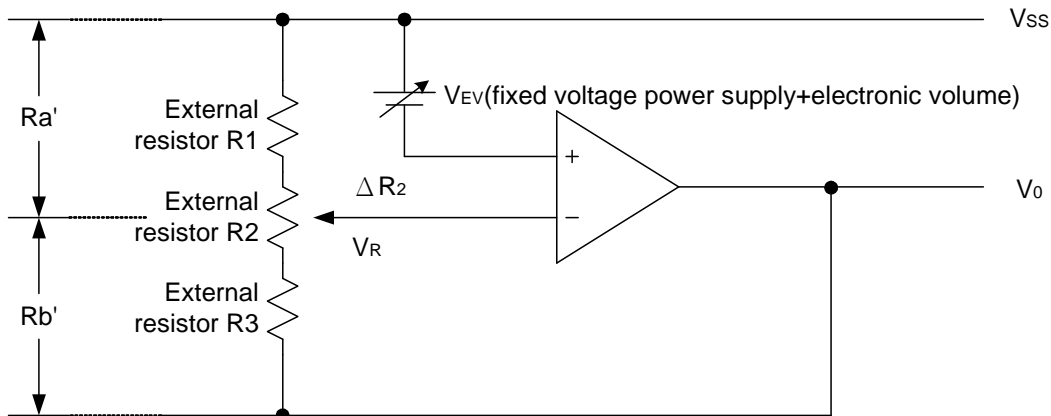 VSS
VEV(fixed voltage power supply+electronic volume)
External
resistor R1
Ra'
+
Δ R2
External
resistor R2
−
V0
VR
External
resistor R3
Rb'